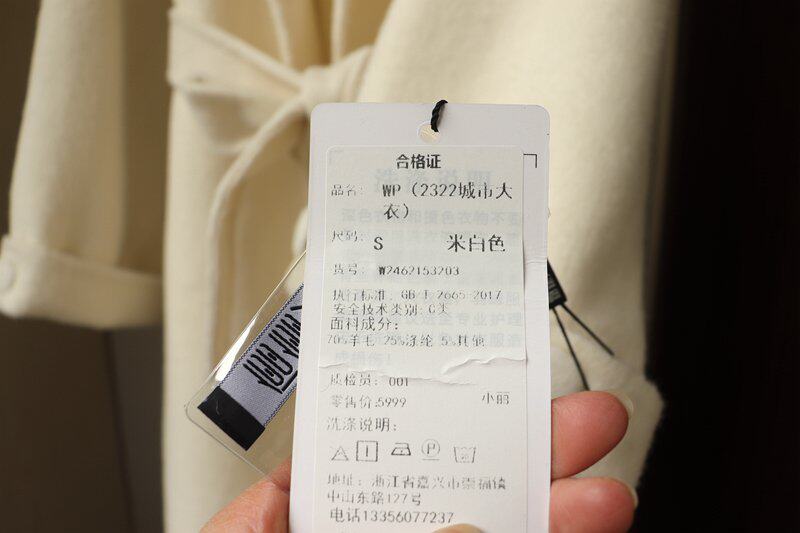 合格证
品名: WP (2322城市大
衣)
尺码: S 米白色
货号: W2462153203
执行标准: GB/T 2665-2017
安全技术类别: C类
面料成分:
70%羊毛 25%涤纶 5%其他
质检员: 001
零售价:5999 小丽
洗涤说明:
地址: 浙江省嘉兴市崇福镇
中山东路127号
电话13356077237